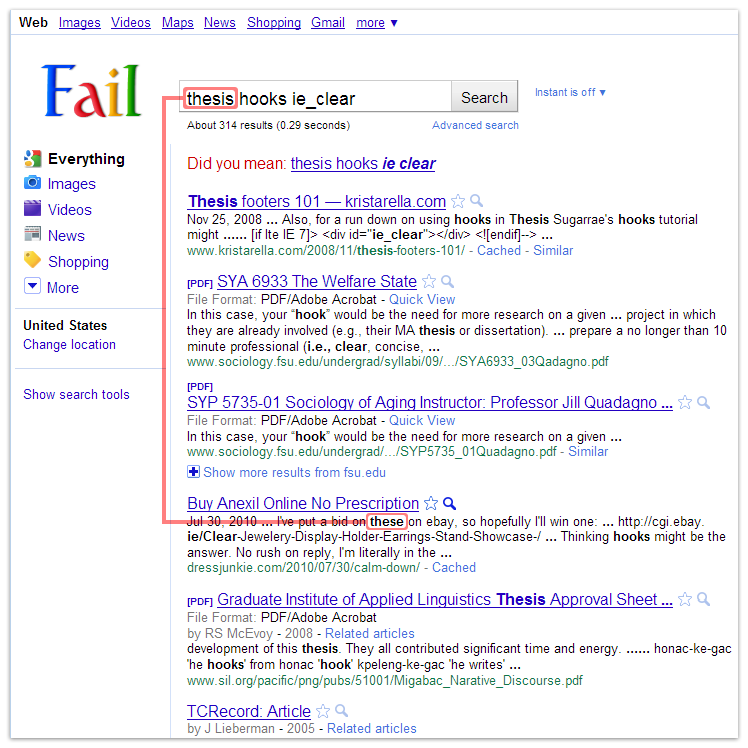 Web Images Videos Maps News Shopping Gmail more ▼
Fail
thesis hooks ie_clear Search Instant is off ▼
About 314 results (0.29 seconds) Advanced search
Everything
Images
Videos
News
Shopping
More
United States
Change location
Show search tools
Did you mean: thesis hooks ie clear
Thesis footers 101 — kristarella.com
Nov 25, 2008 ... Also, for a run down on using hooks in Thesis Sugarrae's hooks tutorial
might ...... [if lte IE 7]> <div id="ie_clear"></div> <![endif]--> ...
www.kristarella.com/2008/11/thesis-footers-101/ - Cached - Similar
[PDF] SYA 6933 The Welfare State
File Format: PDF/Adobe Acrobat - Quick View
In this case, your “hook” would be the need for more research on a given ... project in which
they are already involved (e.g., their MA thesis or dissertation). ... prepare a no longer than 10
minute professional (i.e., clear, concise, ...
www.sociology.fsu.edu/undergrad/syllabi/09/.../SYA6933_03Qadagno.pdf
[PDF]
SYP 5735-01 Sociology of Aging Instructor: Professor Jill Quadagno ...
File Format: PDF/Adobe Acrobat - Quick View
In this case, your “hook” would be the need for more research on a given ...
www.sociology.fsu.edu/undergrad/.../SYP5735_01Quadagno.pdf - Similar
Show more results from fsu.edu
Buy Anexil Online No Prescription
Jul 30, 2010 ... I've put a bid on these on ebay, so hopefully I'll win one: ... http://cgi.ebay.
ie/Clear-Jewelery-Display-Holder-Earrings-Stand-Showcase-/ ... Thinking hooks might be the
answer. No rush on reply, I'm literally in the ...
dressjunkie.com/2010/07/30/calm-down/ - Cached
[PDF] Graduate Institute of Applied Linguistics Thesis Approval Sheet ...
File Format: PDF/Adobe Acrobat
by RS McEvoy - 2008 - Related articles
development of this thesis. They all contributed significant time and energy. ...... honac-ke-gac
'he hooks' from honac 'hook' kpeleng-ke-gac 'he writes' ...
www.sil.org/pacific/png/pubs/51001/Migabac_Narative_Discourse.pdf
TCRecord: Article
by J Lieberman - 2005 - Related articles